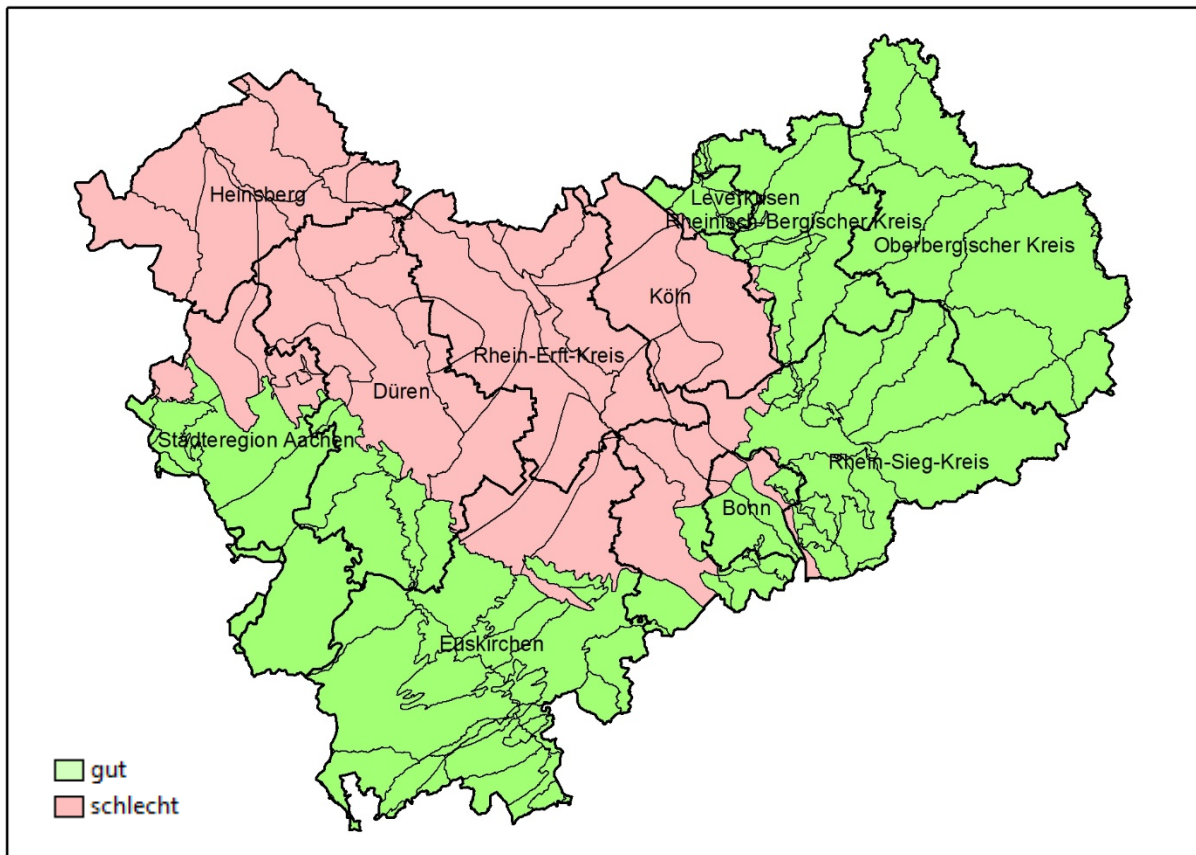 Heinsberg
Leverkusen
Rheinisch-Bergischer Kreis
Oberbergischer Kreis
Köln
Rhein-Erft-Kreis
Düren
Städteregion Aachen
Rhein-Sieg-Kreis
Bonn
Euskirchen
gut
schlecht